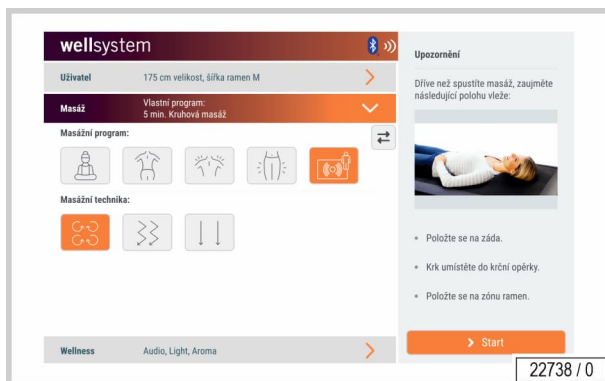 wellsystem
Uživatel
175 cm velikost, šířka ramen M
Masáž
Vlastní program:
5 min. Kruhová masáž
Masážní program:
Masážní technika:
Wellness
Audio, Light, Aroma
Upozornění
Dříve než spustíte masáž, zaujměte
následující polohu vleže:
Položte se na záda.
Krk umístěte do krční opěrky.
Položte se na zónu ramen.
Start
22738 / 0